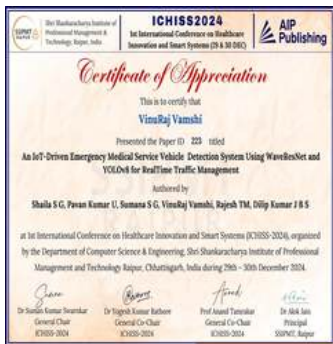 SSPMT
RAIPUR
Shri Shankaracharya Institute of
Professional Management &
Technology, Raipur, India
ICHISS2024
1st International Conference on Healthcare
Innovation and Smart Systems (29 & 30 DEC)
AIP
Publishing
Certificate of Appreciation
This is to certify that
VinuRaj Vamshi
Presented the Paper ID 223 titled
An IoT-Driven Emergency Medical Service Vehicle Detection System Using WaveResNet and
YOLOv8 for RealTime Traffic Management
Authored by
Shaila S G, Pavan Kumar U, Sumana S G, VinuRaj Vamshi, Rajesh TM, Dilip Kumar J B S
at 1st International Conference on Healthcare Innovation and Smart Systems (ICHISS-2024), organized
by the Department of Computer Science & Engineering, Shri Shankaracharya Institute of Professional
Management and Technology Raipur, Chhattisgarh, India during 29th - 30th December 2024.
Dr Suman Kumar Swarnkar
General Chair
ICHISS-2024
Dr Yogesh Kumar Rathore
General Co-Chair
ICHISS-2024
Prof Anand Tamrakar
General Co-Chair
ICHISS-2024
Dr Alok Jain
Principal
SSIPMT, Raipur